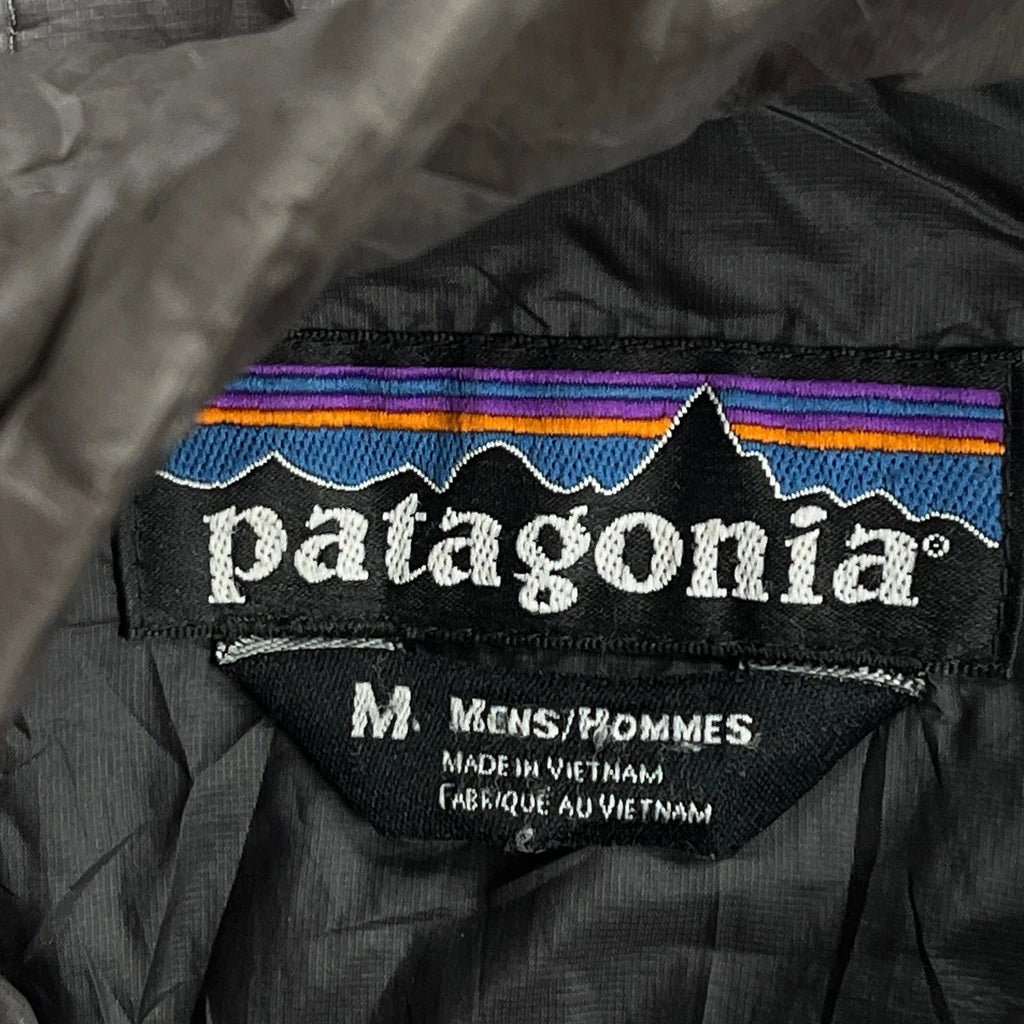 patagonia®
M MENS/HOMMES
MADE IN VIETNAM
FABRIQUÉ AU VIETNAM